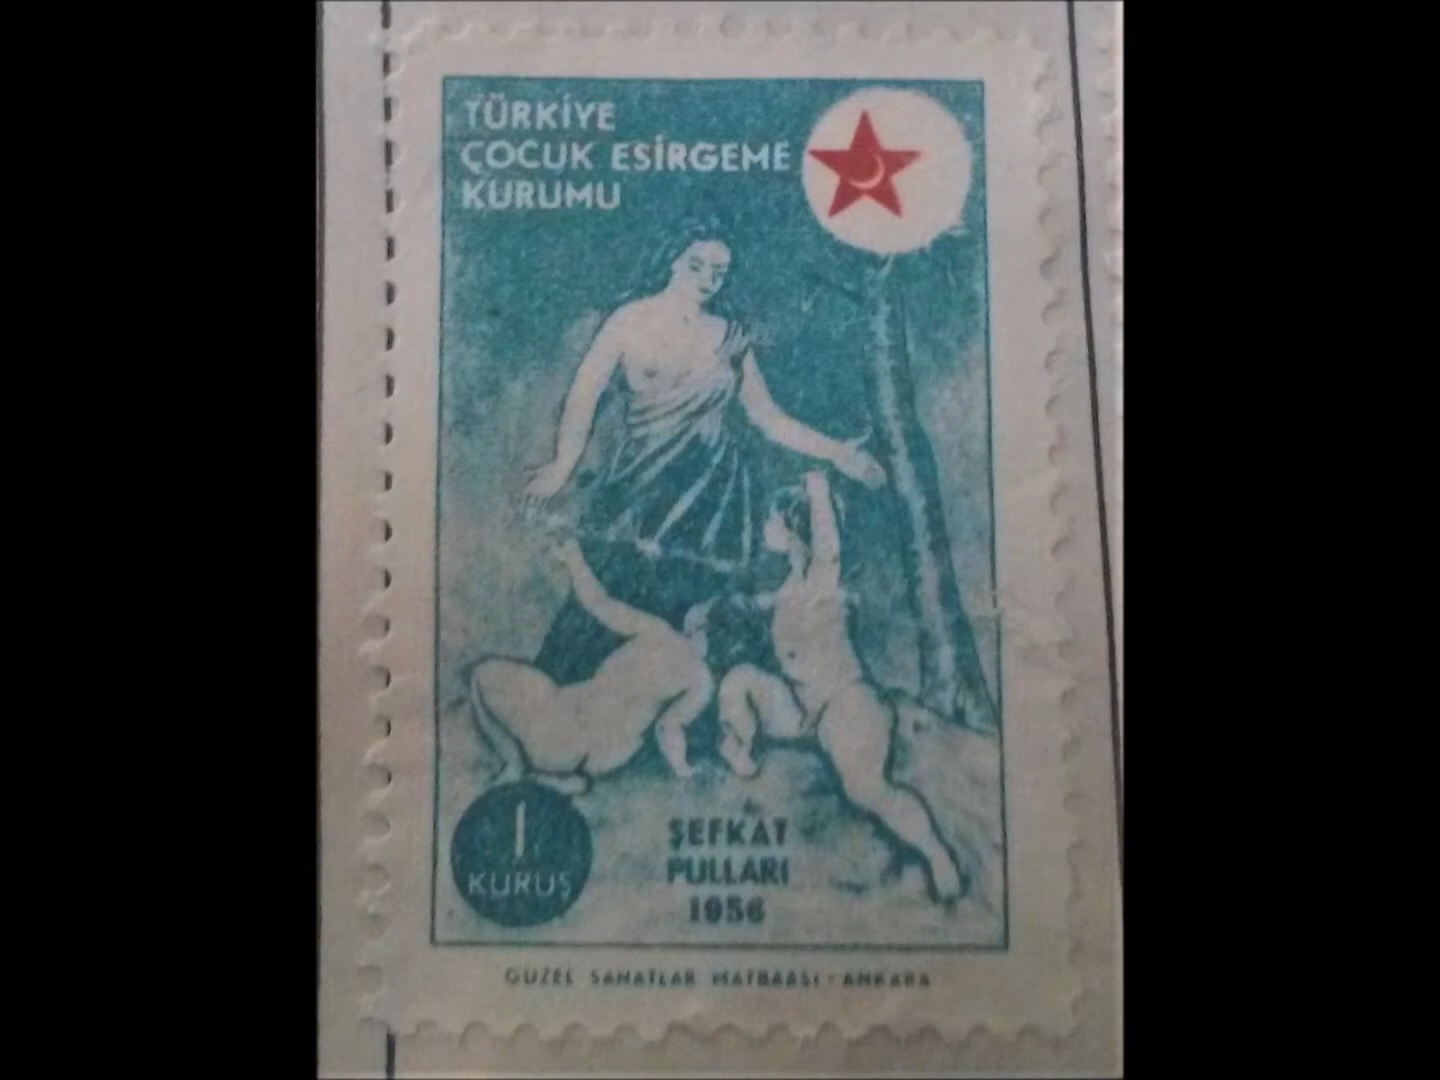 TÜRKİYE
ÇOCUK ESİRGEME
KURUMU
1
KURUŞ
ŞEFKAT
PULLARI
1956
GÜZEL SANATLAR MATBAASI - ANKARA